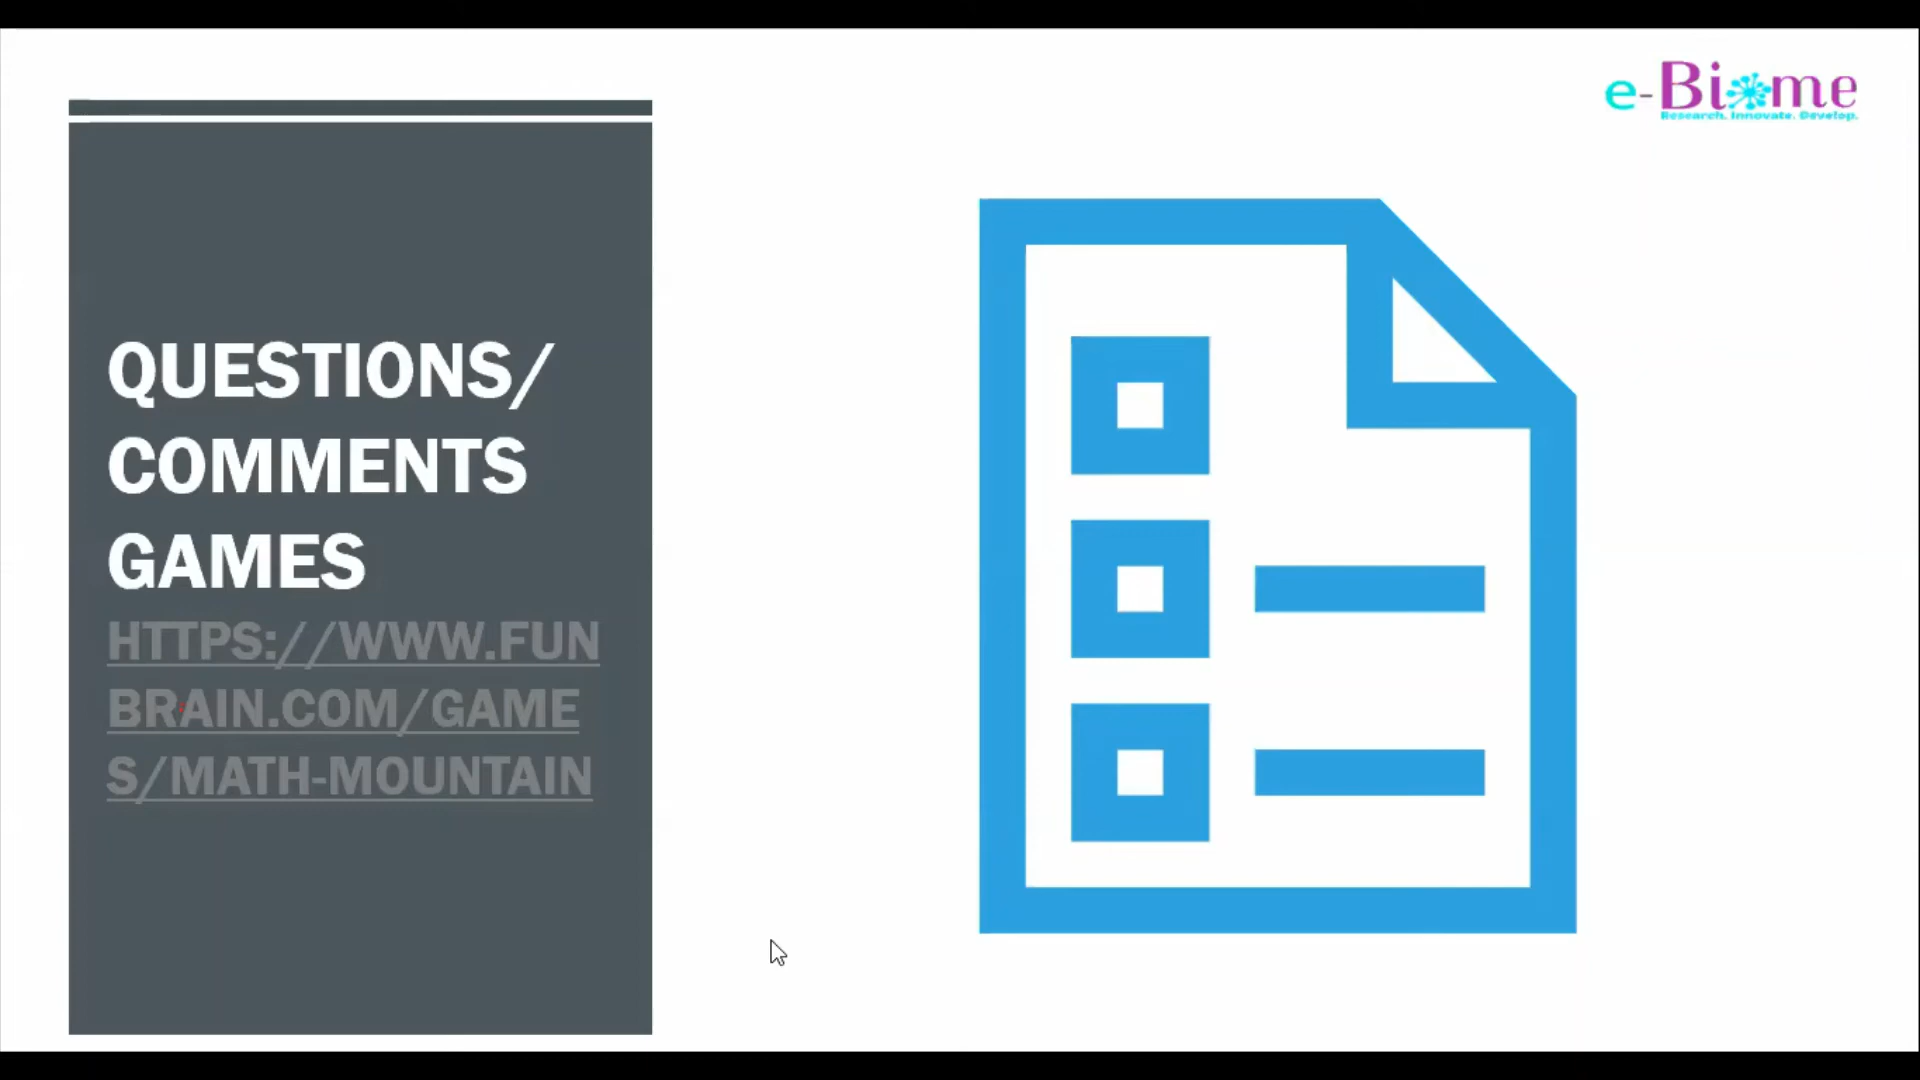 e-Biome
Research. Innovate. Develop.
QUESTIONS/
COMMENTS
GAMES
HTTPS://WWW.FUN
BRAIN.COM/GAME
S/MATH-MOUNTAIN